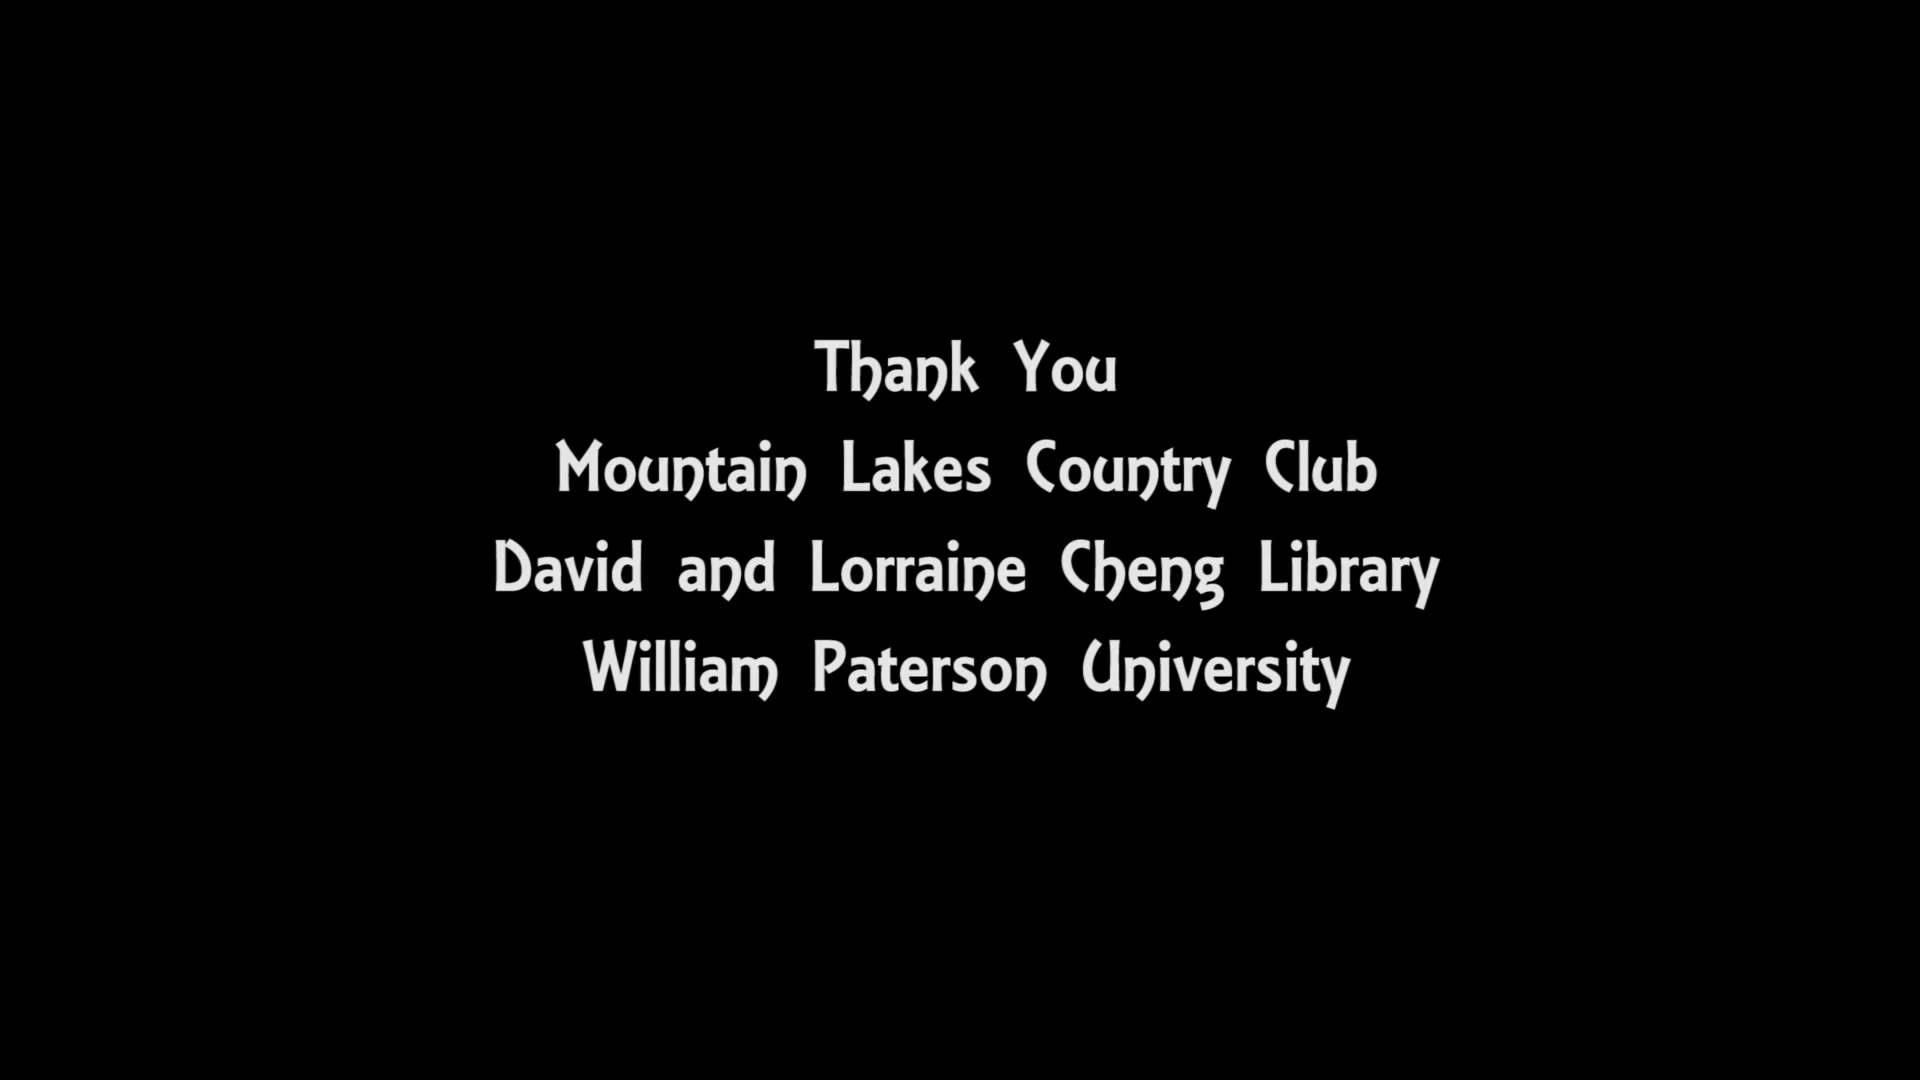 Thank You
Mountain Lakes Country Club
David and Lorraine Cheng Library
William Paterson University